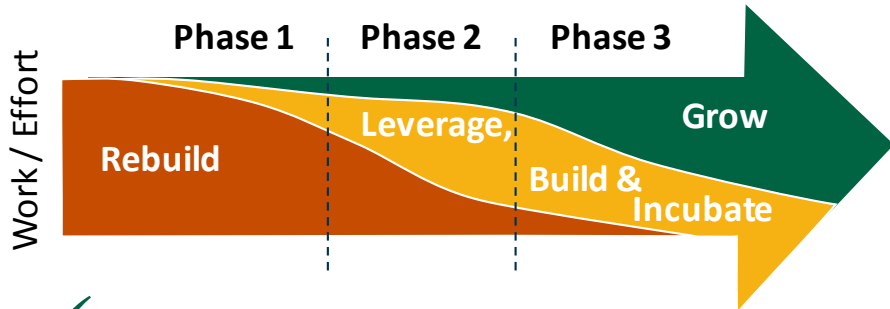 Phase 1 Phase 2 Phase 3
Work / Effort
Rebuild
Leverage,
Build &
Incubate
Grow